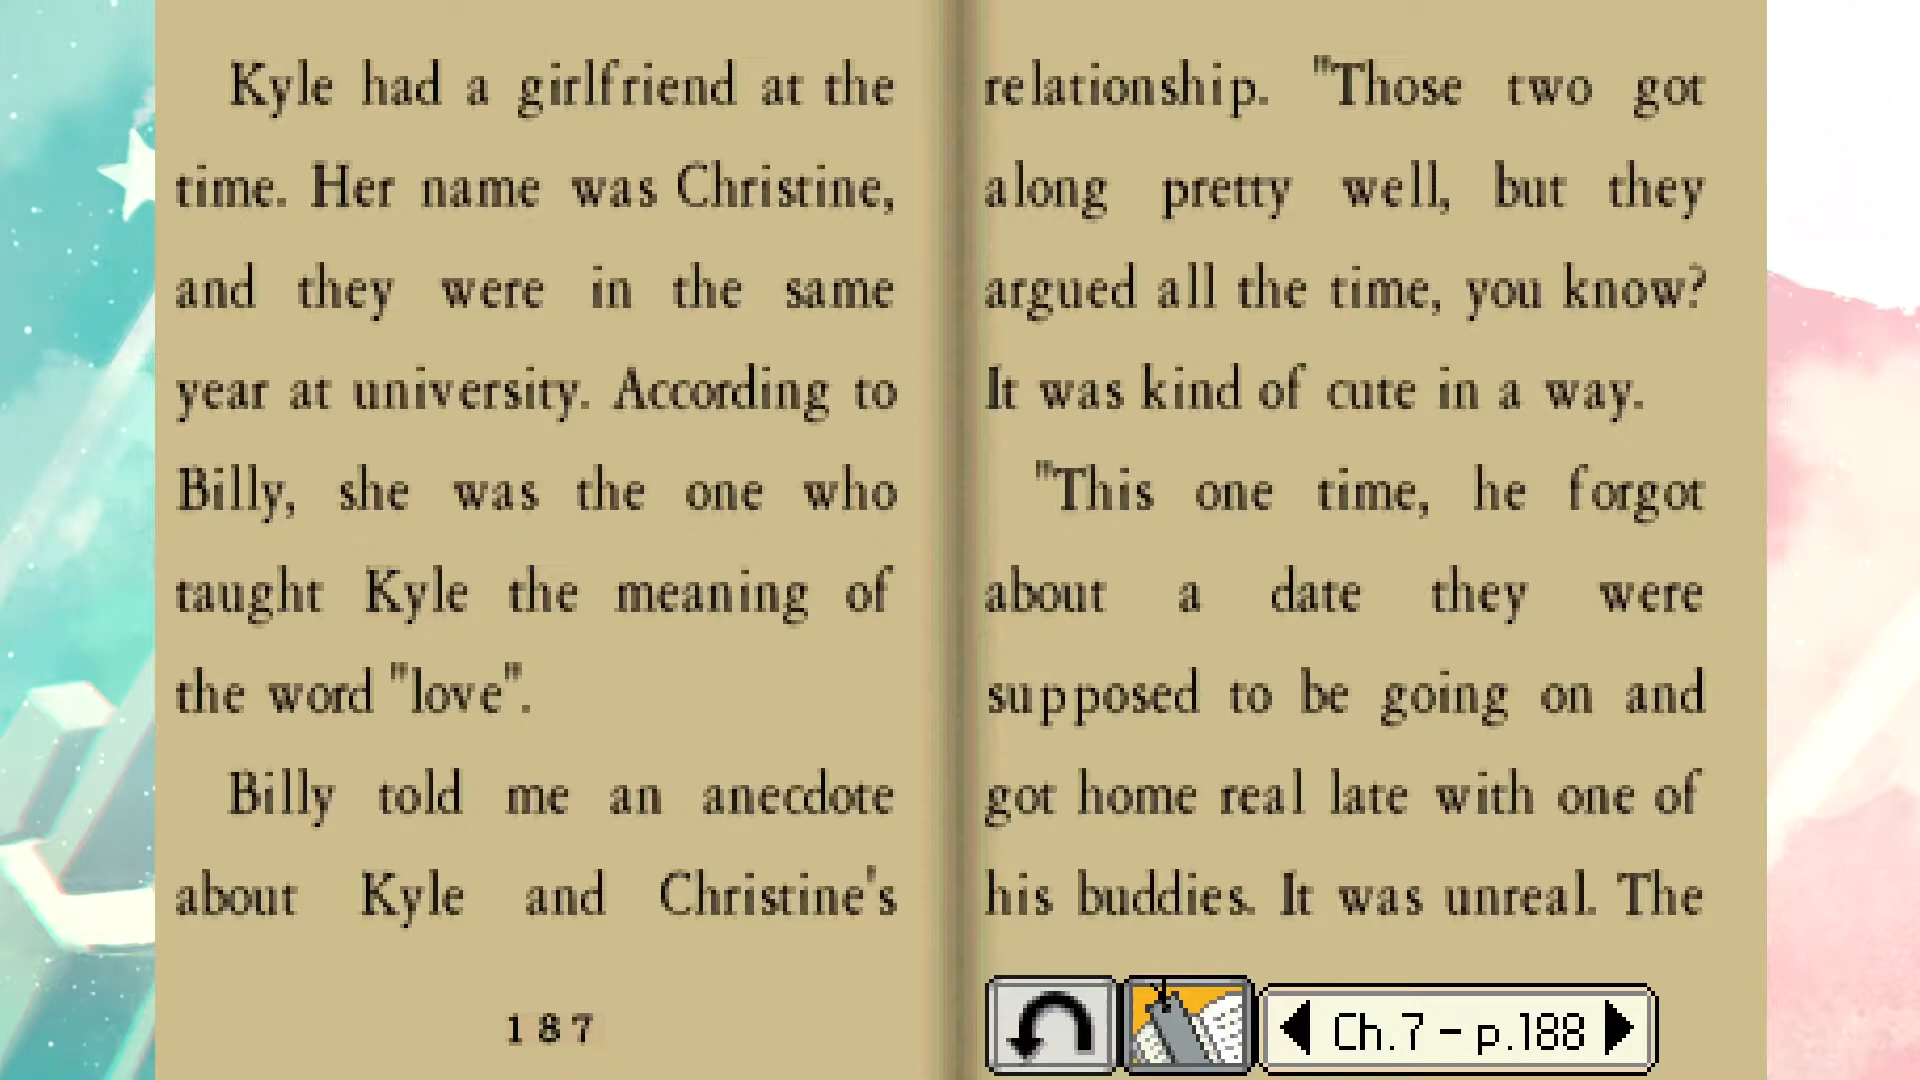 Kyle had a girlfriend at the
time. Her name was Christine,
and they were in the same
year at university. According to
Billy, she was the one who
taught Kyle the meaning of
the word "love".
Billy told me an anecdote
about Kyle and Christine's
187
relationship. "Those two got
along pretty well, but they
argued all the time, you know?
It was kind of cute in a way.
"This one time, he forgot
about a date they were
supposed to be going on and
got home real late with one of
his buddies. It was unreal. The
Ch.7 - p.188